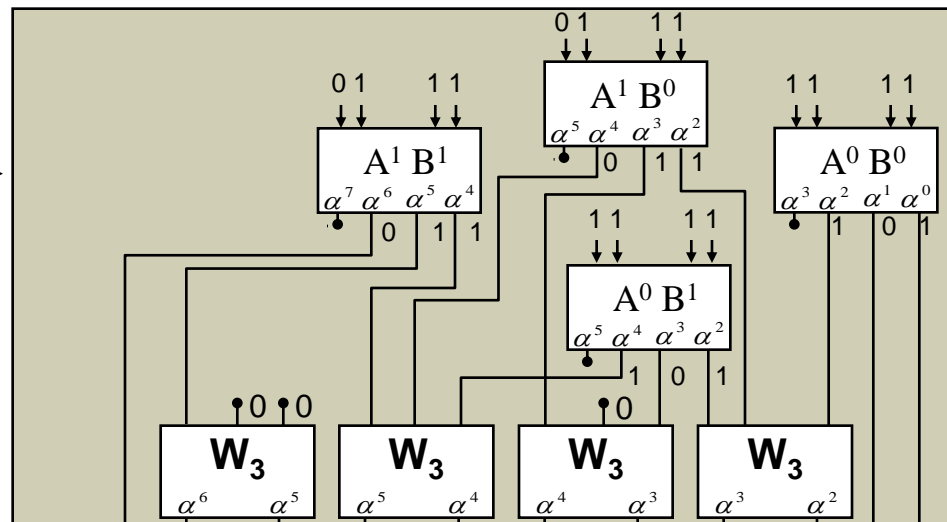 0 1 1 1
A¹ B⁰
α⁵ α⁴ α³ α²
0 1 1
0 1 1 1
A¹ B¹
α⁷ α⁶ α⁵ α⁴
0 1 1
1 1 1 1
A⁰ B⁰
α³ α² α¹ α⁰
1 0 1
1 1 1 1
A⁰ B¹
α⁵ α⁴ α³ α²
1 0 1
0 0
W₃
α⁶ α⁵
W₃
α⁵ α⁴
0
W₃
α⁴ α³
W₃
α³ α²